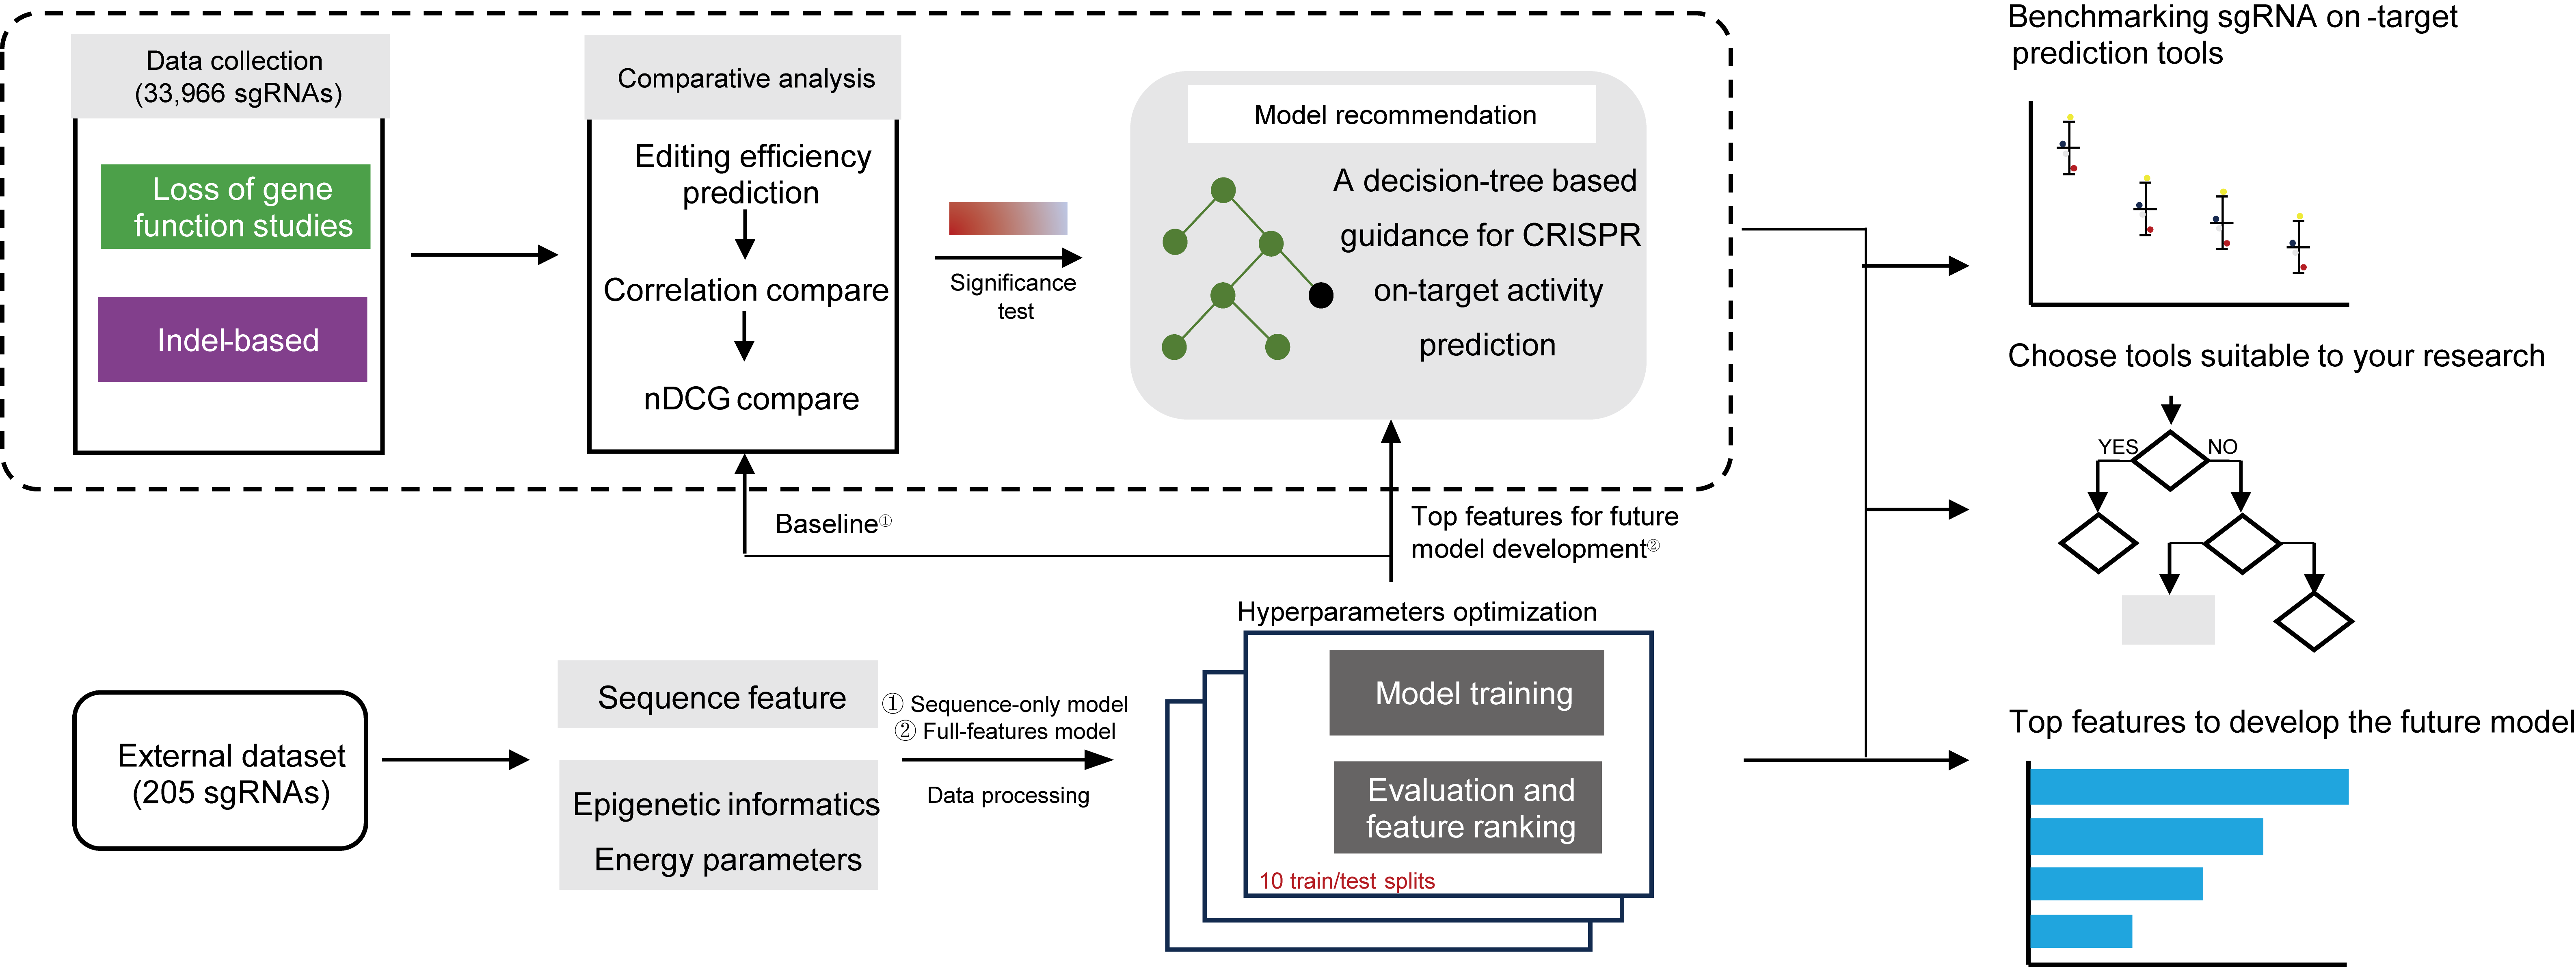 Data collection
(33,966 sgRNAs)
Loss of gene
function studies
Indel-based
Comparative analysis
Editing efficiency
prediction
Correlation compare
nDCG compare
Significance
test
Model recommendation
A decision-tree based
guidance for CRISPR
on-target activity
prediction
Baseline①
Top features for future
model development②
External dataset
(205 sgRNAs)
Sequence feature
Epigenetic informatics
Energy parameters
① Sequence-only model
② Full-features model
Data processing
Hyperparameters optimization
Model training
Evaluation and
feature ranking
10 train/test splits
Benchmarking sgRNA on -target
prediction tools
Choose tools suitable to your research
YES
NO
Top features to develop the future model